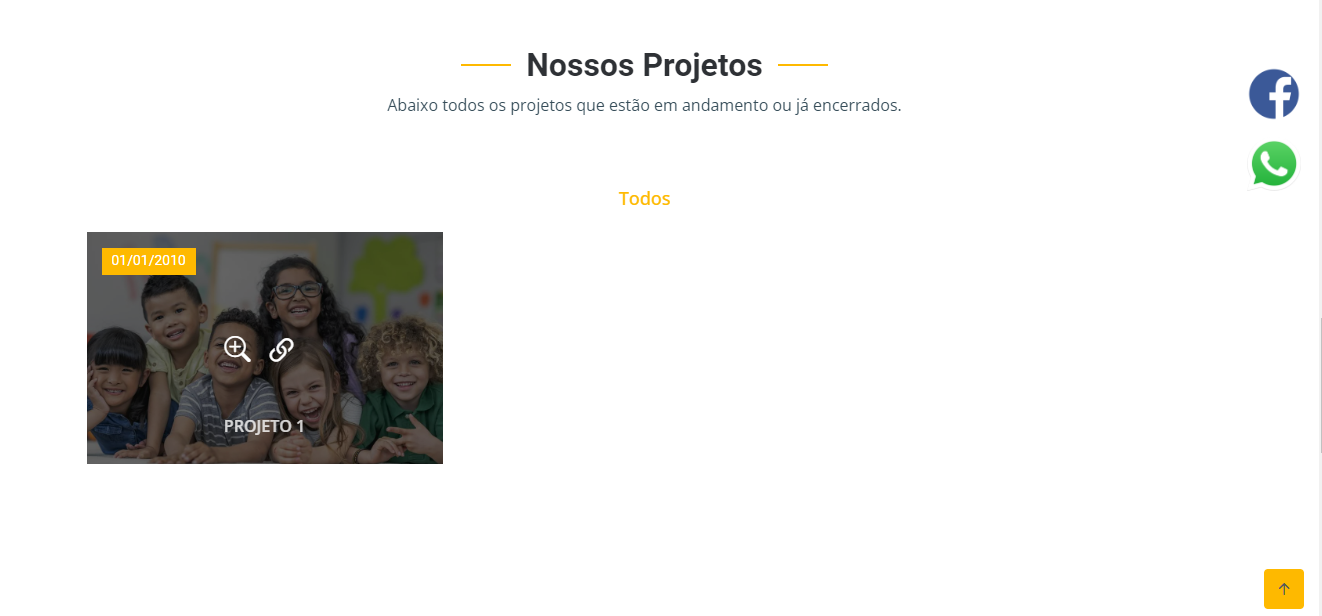 Nossos Projetos
Abaixo todos os projetos que estão em andamento ou já encerrados.
Todos
01/01/2010
PROJETO 1